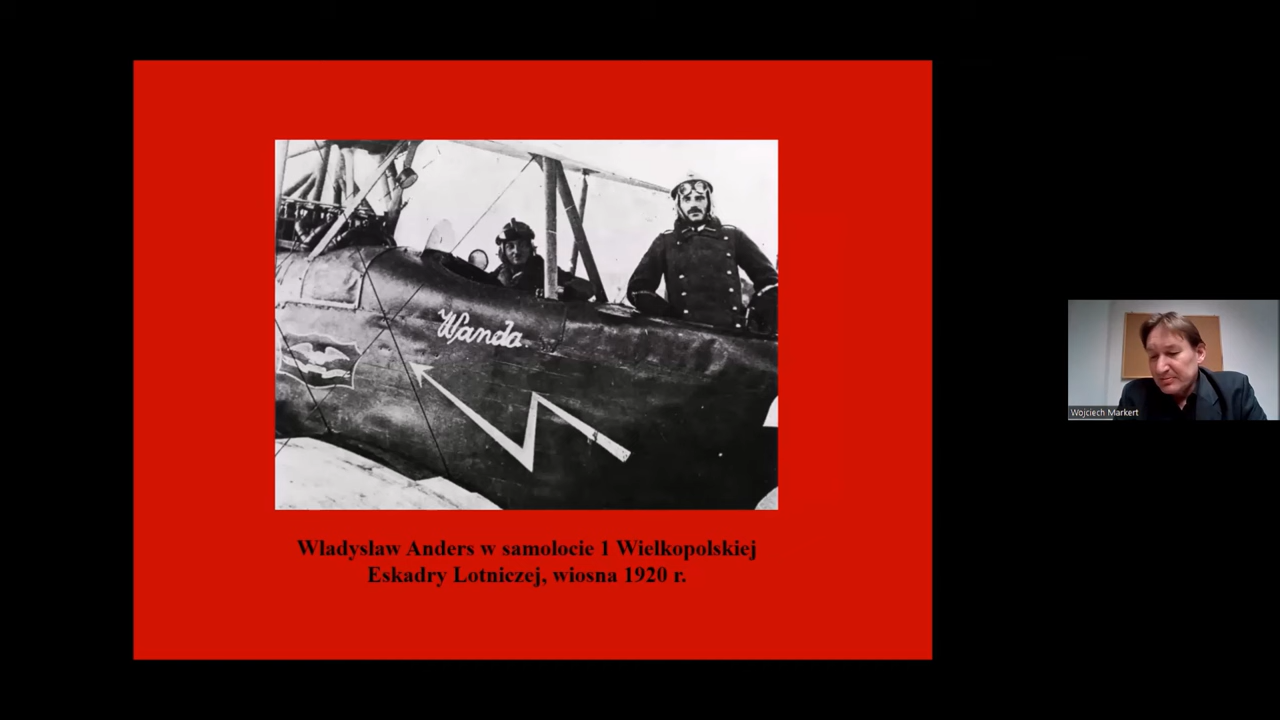 Wanda
Władysław Anders w samolocie 1 Wielkopolskiej
Eskadry Lotniczej, wiosna 1920 r.
Wojciech Markert